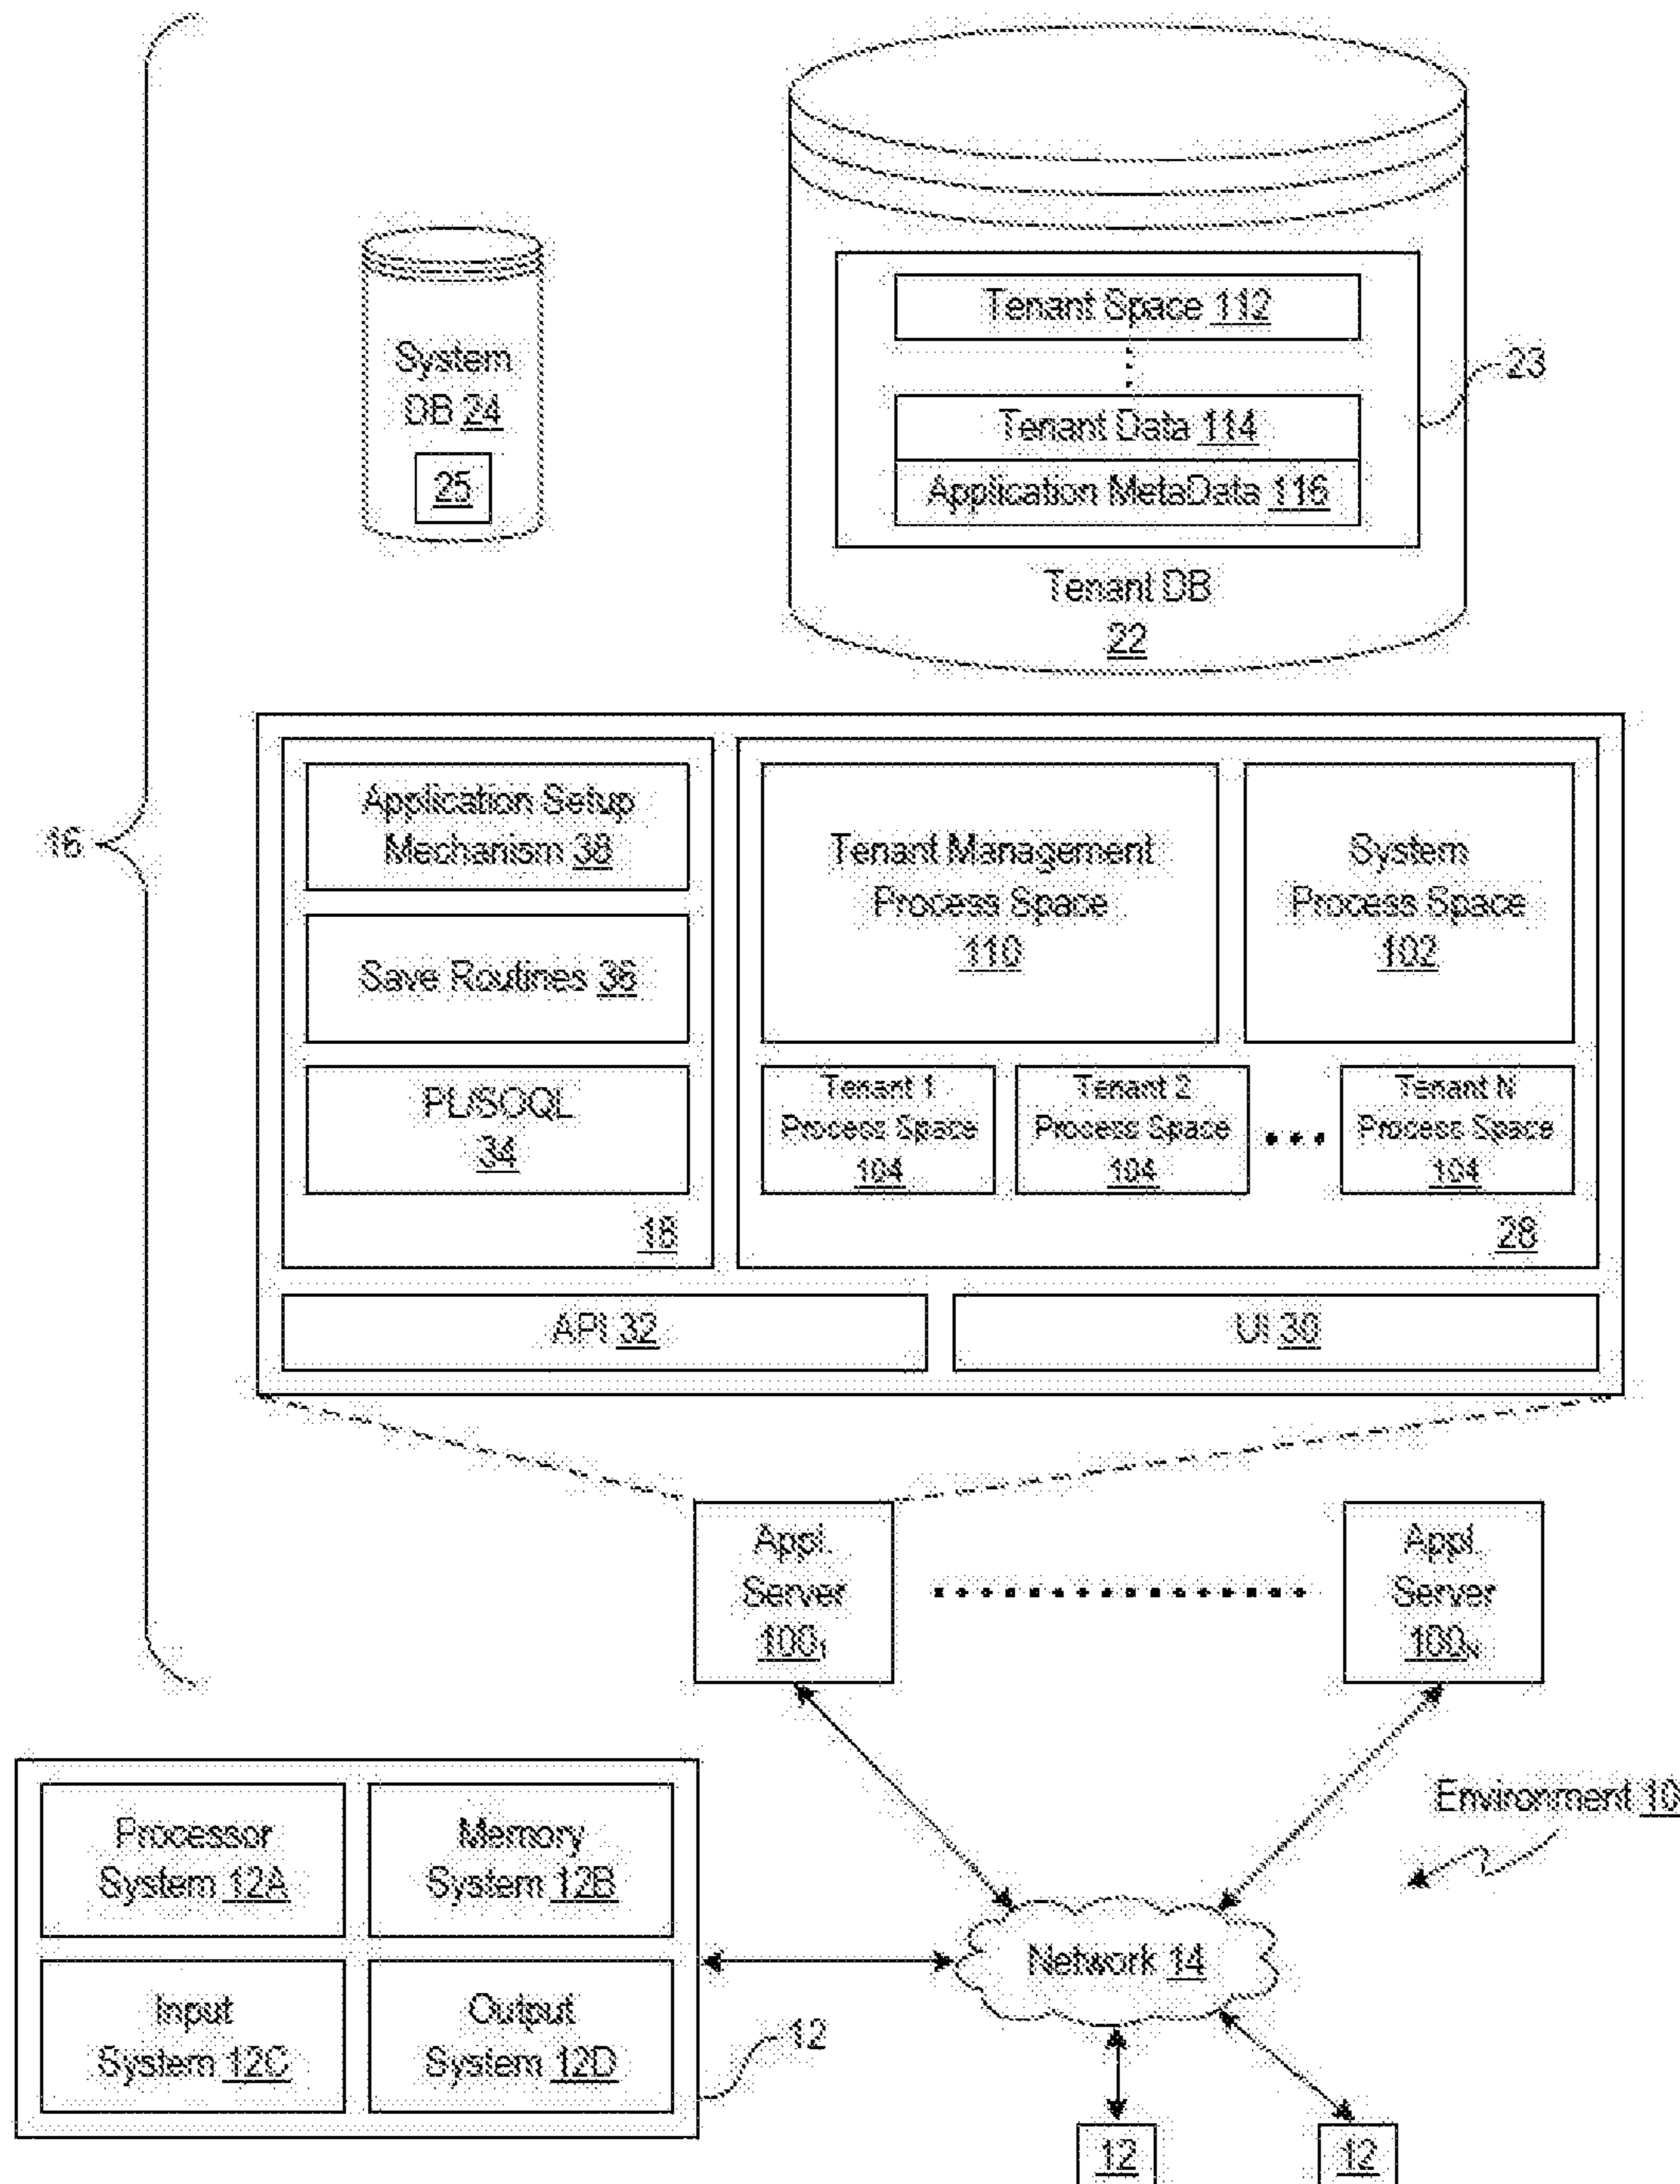 Tenant Space 112
23
System
DB 24
Tenant Data 114
25
Application MetaData 116
Tenant DB
22
16
Application Setup
Mechanism 38
Save Routines 36
PL/SOQL
34
18
Tenant Management
Process Space
110
System
Process Space
102
Tenant 1
Process Space
104
Tenant 2
Process Space
104
Tenant N
Process Space
104
28
API 32
UI 30
Appl.
Server
100₁
Appl.
Server
100ₙ
Environment 10
Processor
System 12A
Memory
System 12B
Input
System 12C
Output
System 12D
12
Network 14
12
12